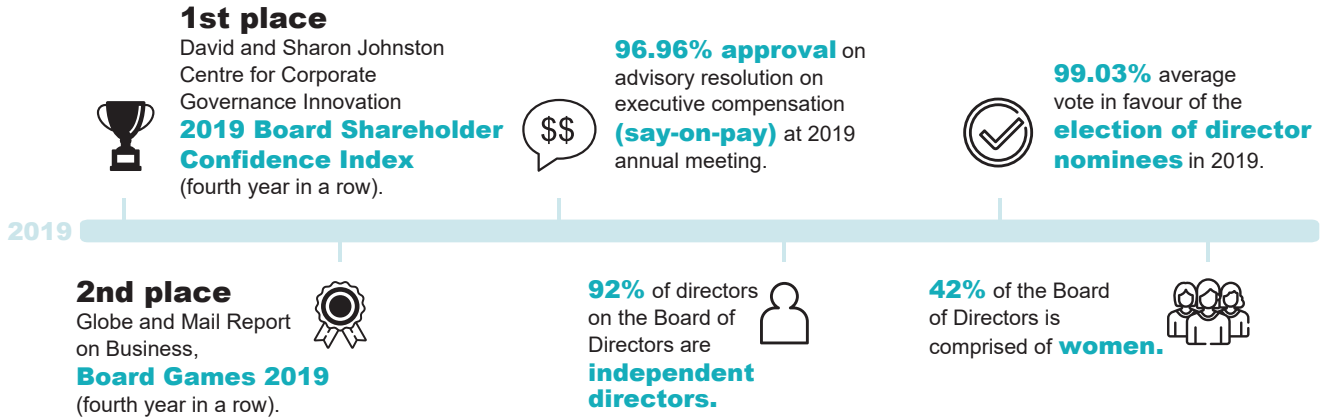 1st place
David and Sharon Johnston
Centre for Corporate
Governance Innovation
2019 Board Shareholder
Confidence Index
(fourth year in a row).
$$
96.96% approval on
advisory resolution on
executive compensation
(say-on-pay) at 2019
annual meeting.
99.03% average
vote in favour of the
election of director
nominees in 2019.
2019
2nd place
Globe and Mail Report
on Business,
Board Games 2019
(fourth year in a row).
92% of directors
on the Board of
Directors are
independent
directors.
42% of the Board
of Directors is
comprised of women.